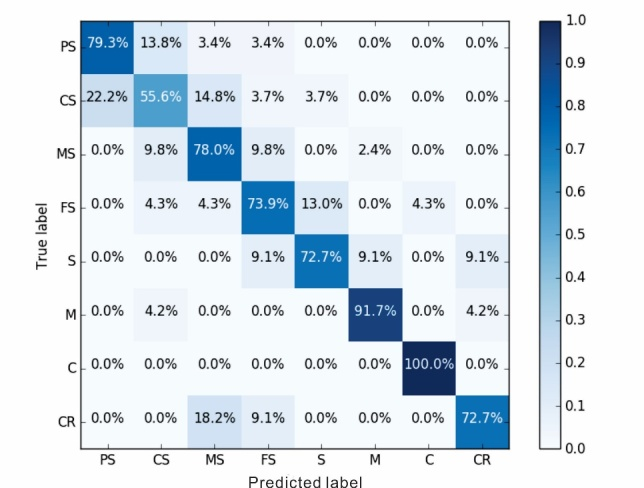 PS 79.3% 13.8% 3.4% 3.4% 0.0% 0.0% 0.0% 0.0%
CS 22.2% 55.6% 14.8% 3.7% 3.7% 0.0% 0.0% 0.0%
MS 0.0% 9.8% 78.0% 9.8% 0.0% 2.4% 0.0% 0.0%
FS 0.0% 4.3% 4.3% 73.9% 13.0% 0.0% 4.3% 0.0%
S 0.0% 0.0% 0.0% 9.1% 72.7% 9.1% 0.0% 9.1%
M 0.0% 4.2% 0.0% 0.0% 0.0% 91.7% 0.0% 4.2%
C 0.0% 0.0% 0.0% 0.0% 0.0% 0.0% 100.0% 0.0%
CR 0.0% 0.0% 18.2% 9.1% 0.0% 0.0% 0.0% 72.7%
PS CS MS FS S M C CR
Predicted label
True label
1.0
0.9
0.8
0.7
0.6
0.5
0.4
0.3
0.2
0.1
0.0